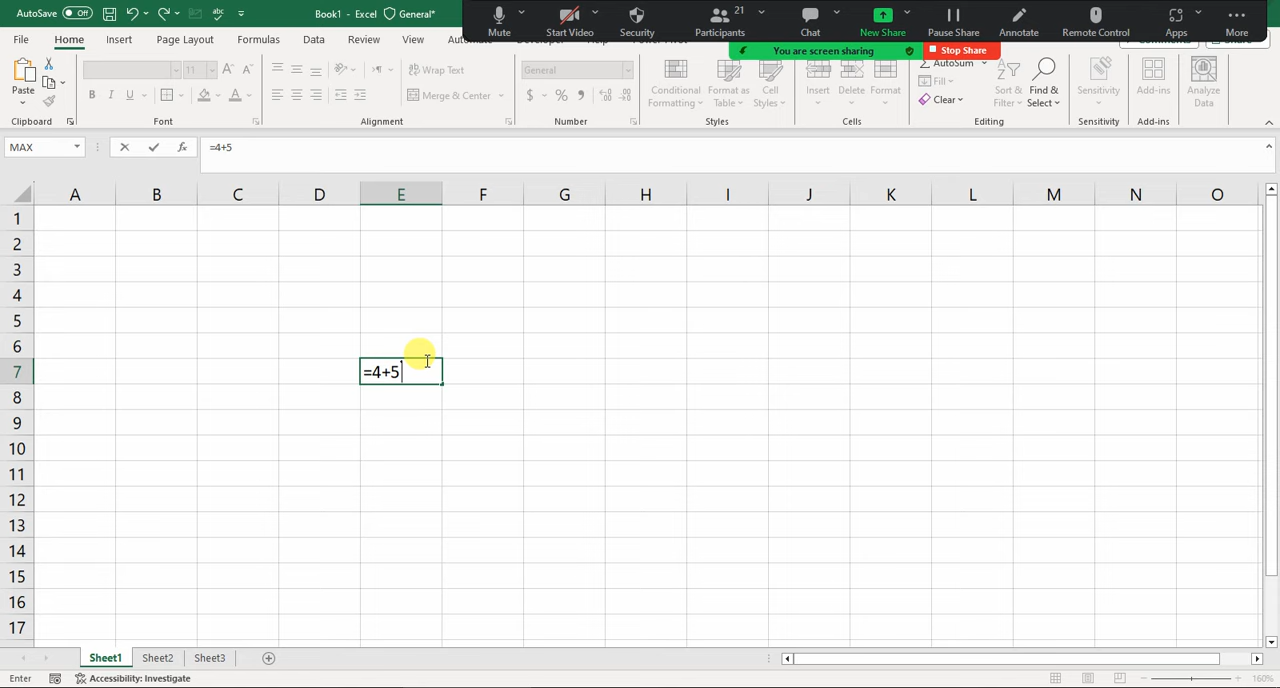 AutoSave Off Book1 - Excel General*
Mute Start Video Security Participants 21 Chat New Share Pause Share Annotate Remote Control Apps More
You are screen sharing Stop Share
File Home Insert Page Layout Formulas Data Review View
Paste
11
Wrap Text
General
Conditional Formatting
Format as Table
Cell Styles
Insert Delete Format
AutoSum
Fill
Clear
Sort & Filter
Find & Select
Sensitivity
Add-ins
Analyze Data
B I U
Merge & Center
$ %
Clipboard Font Alignment Number Styles Cells Editing Sensitivity Add-ins
MAX fx =4+5
A B C D E F G H I J K L M N O
1
2
3
4
5
6
7 =4+5
8
9
10
11
12
13
14
15
16
17
Sheet1 Sheet2 Sheet3
Enter Accessibility: Investigate 160%